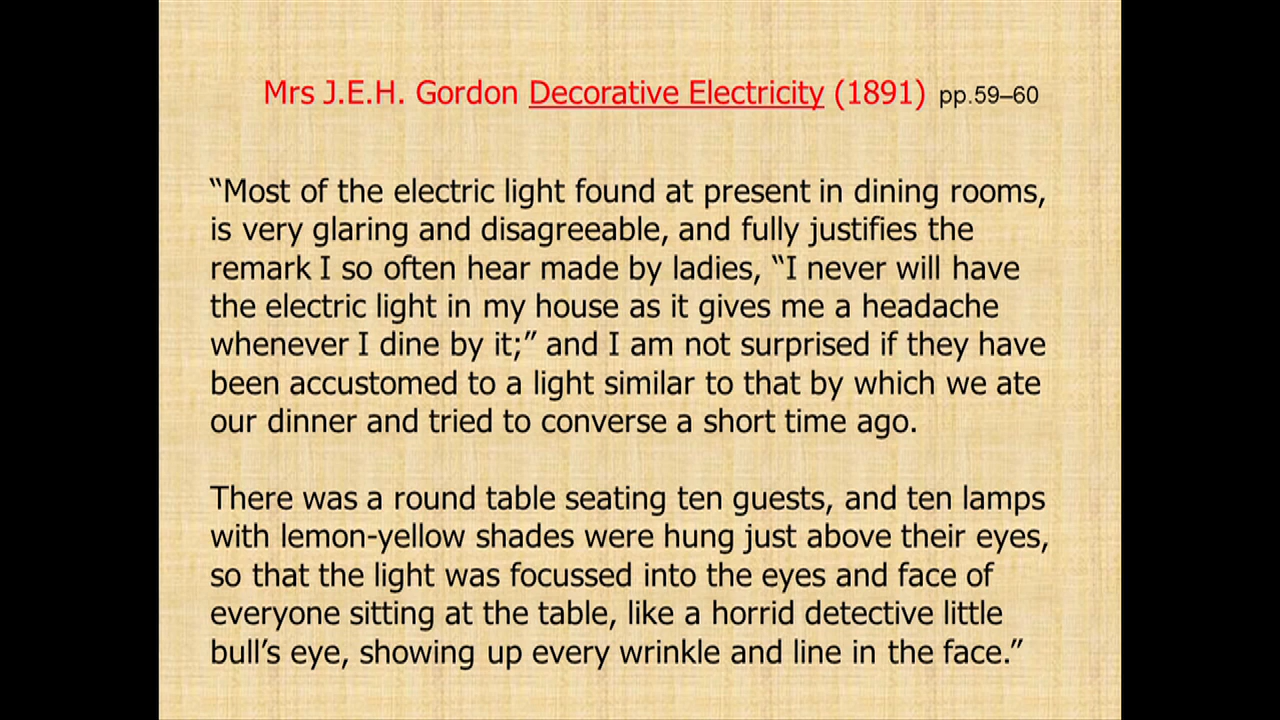 Mrs J.E.H. Gordon Decorative Electricity (1891) pp.59–60
“Most of the electric light found at present in dining rooms,
is very glaring and disagreeable, and fully justifies the
remark I so often hear made by ladies, “I never will have
the electric light in my house as it gives me a headache
whenever I dine by it;” and I am not surprised if they have
been accustomed to a light similar to that by which we ate
our dinner and tried to converse a short time ago.
There was a round table seating ten guests, and ten lamps
with lemon-yellow shades were hung just above their eyes,
so that the light was focussed into the eyes and face of
everyone sitting at the table, like a horrid detective little
bull’s eye, showing up every wrinkle and line in the face.”